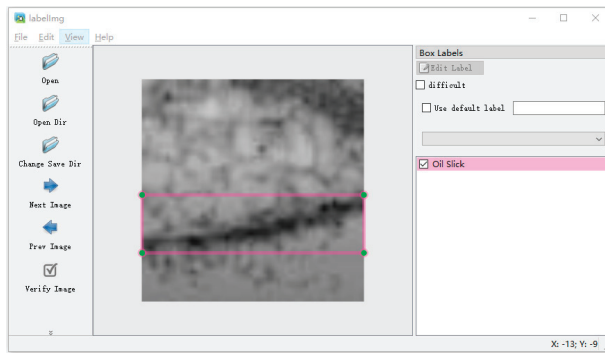 labelImg
File Edit View Help
Open
Open Dir
Change Save Dir
Next Image
Prev Image
Verify Image
Box Labels
Edit Label
difficult
Use default label
Oil Slick
X: -13; Y: -9